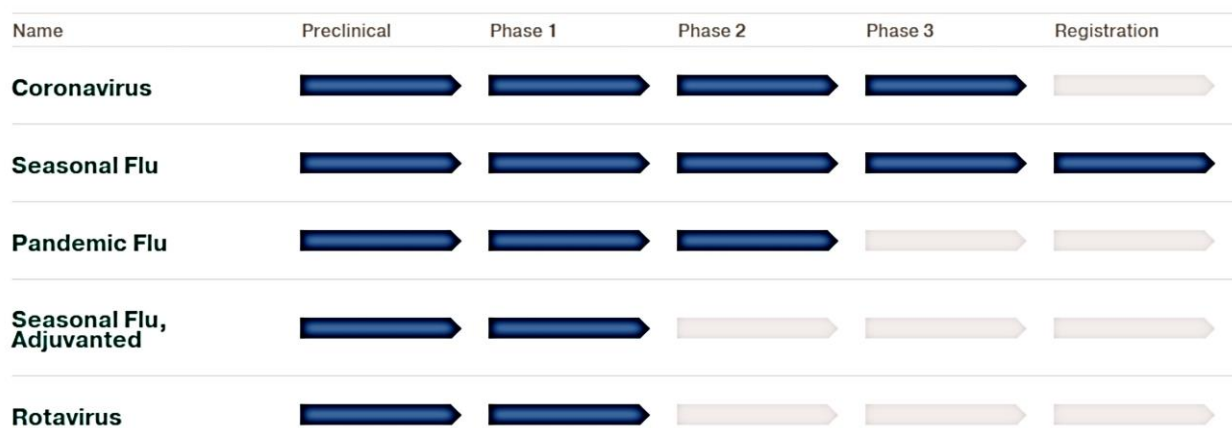 Name Preclinical Phase 1 Phase 2 Phase 3 Registration
Coronavirus
Seasonal Flu
Pandemic Flu
Seasonal Flu,
Adjuvanted
Rotavirus